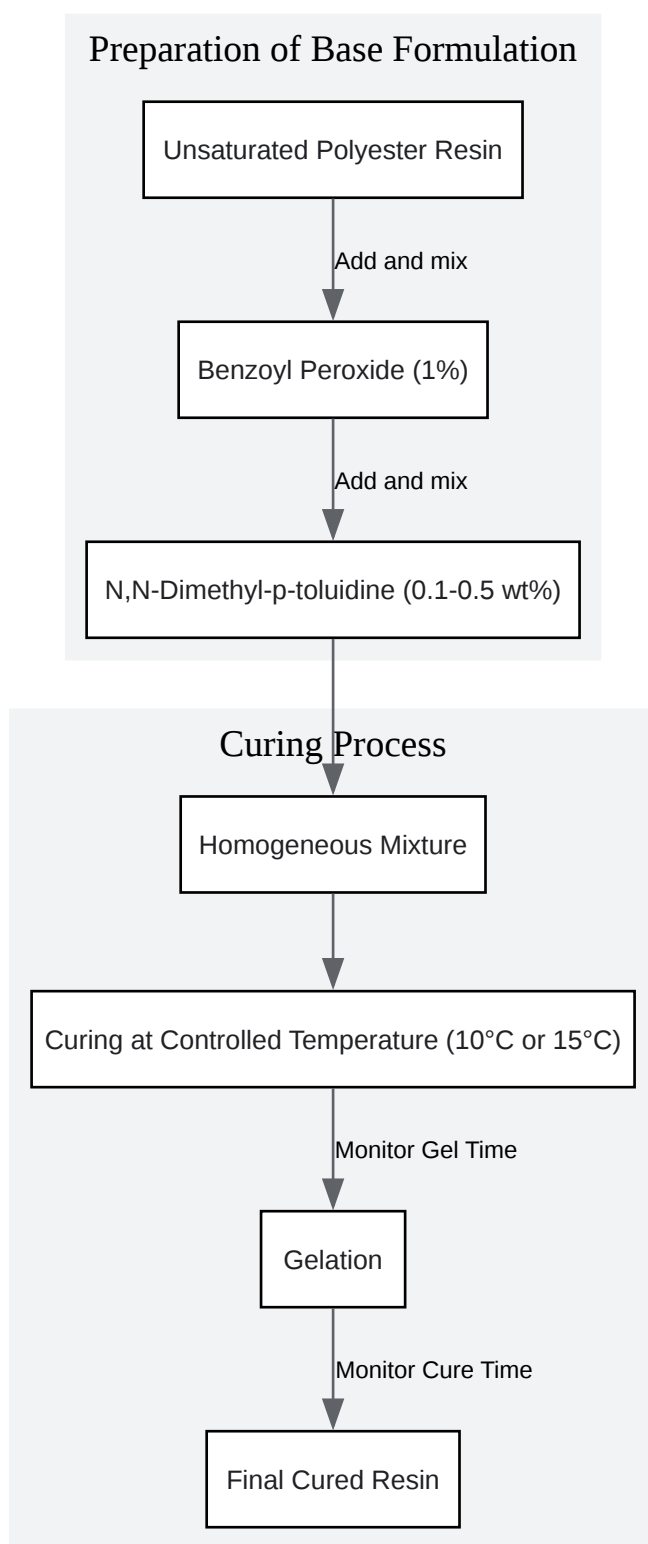 Preparation of Base Formulation
Unsaturated Polyester Resin
Add and mix
Benzoyl Peroxide (1%)
Add and mix
N,N-Dimethyl-p-toluidine (0.1-0.5 wt%)
Curing Process
Homogeneous Mixture
Curing at Controlled Temperature (10°C or 15°C)
Monitor Gel Time
Gelation
Monitor Cure Time
Final Cured Resin